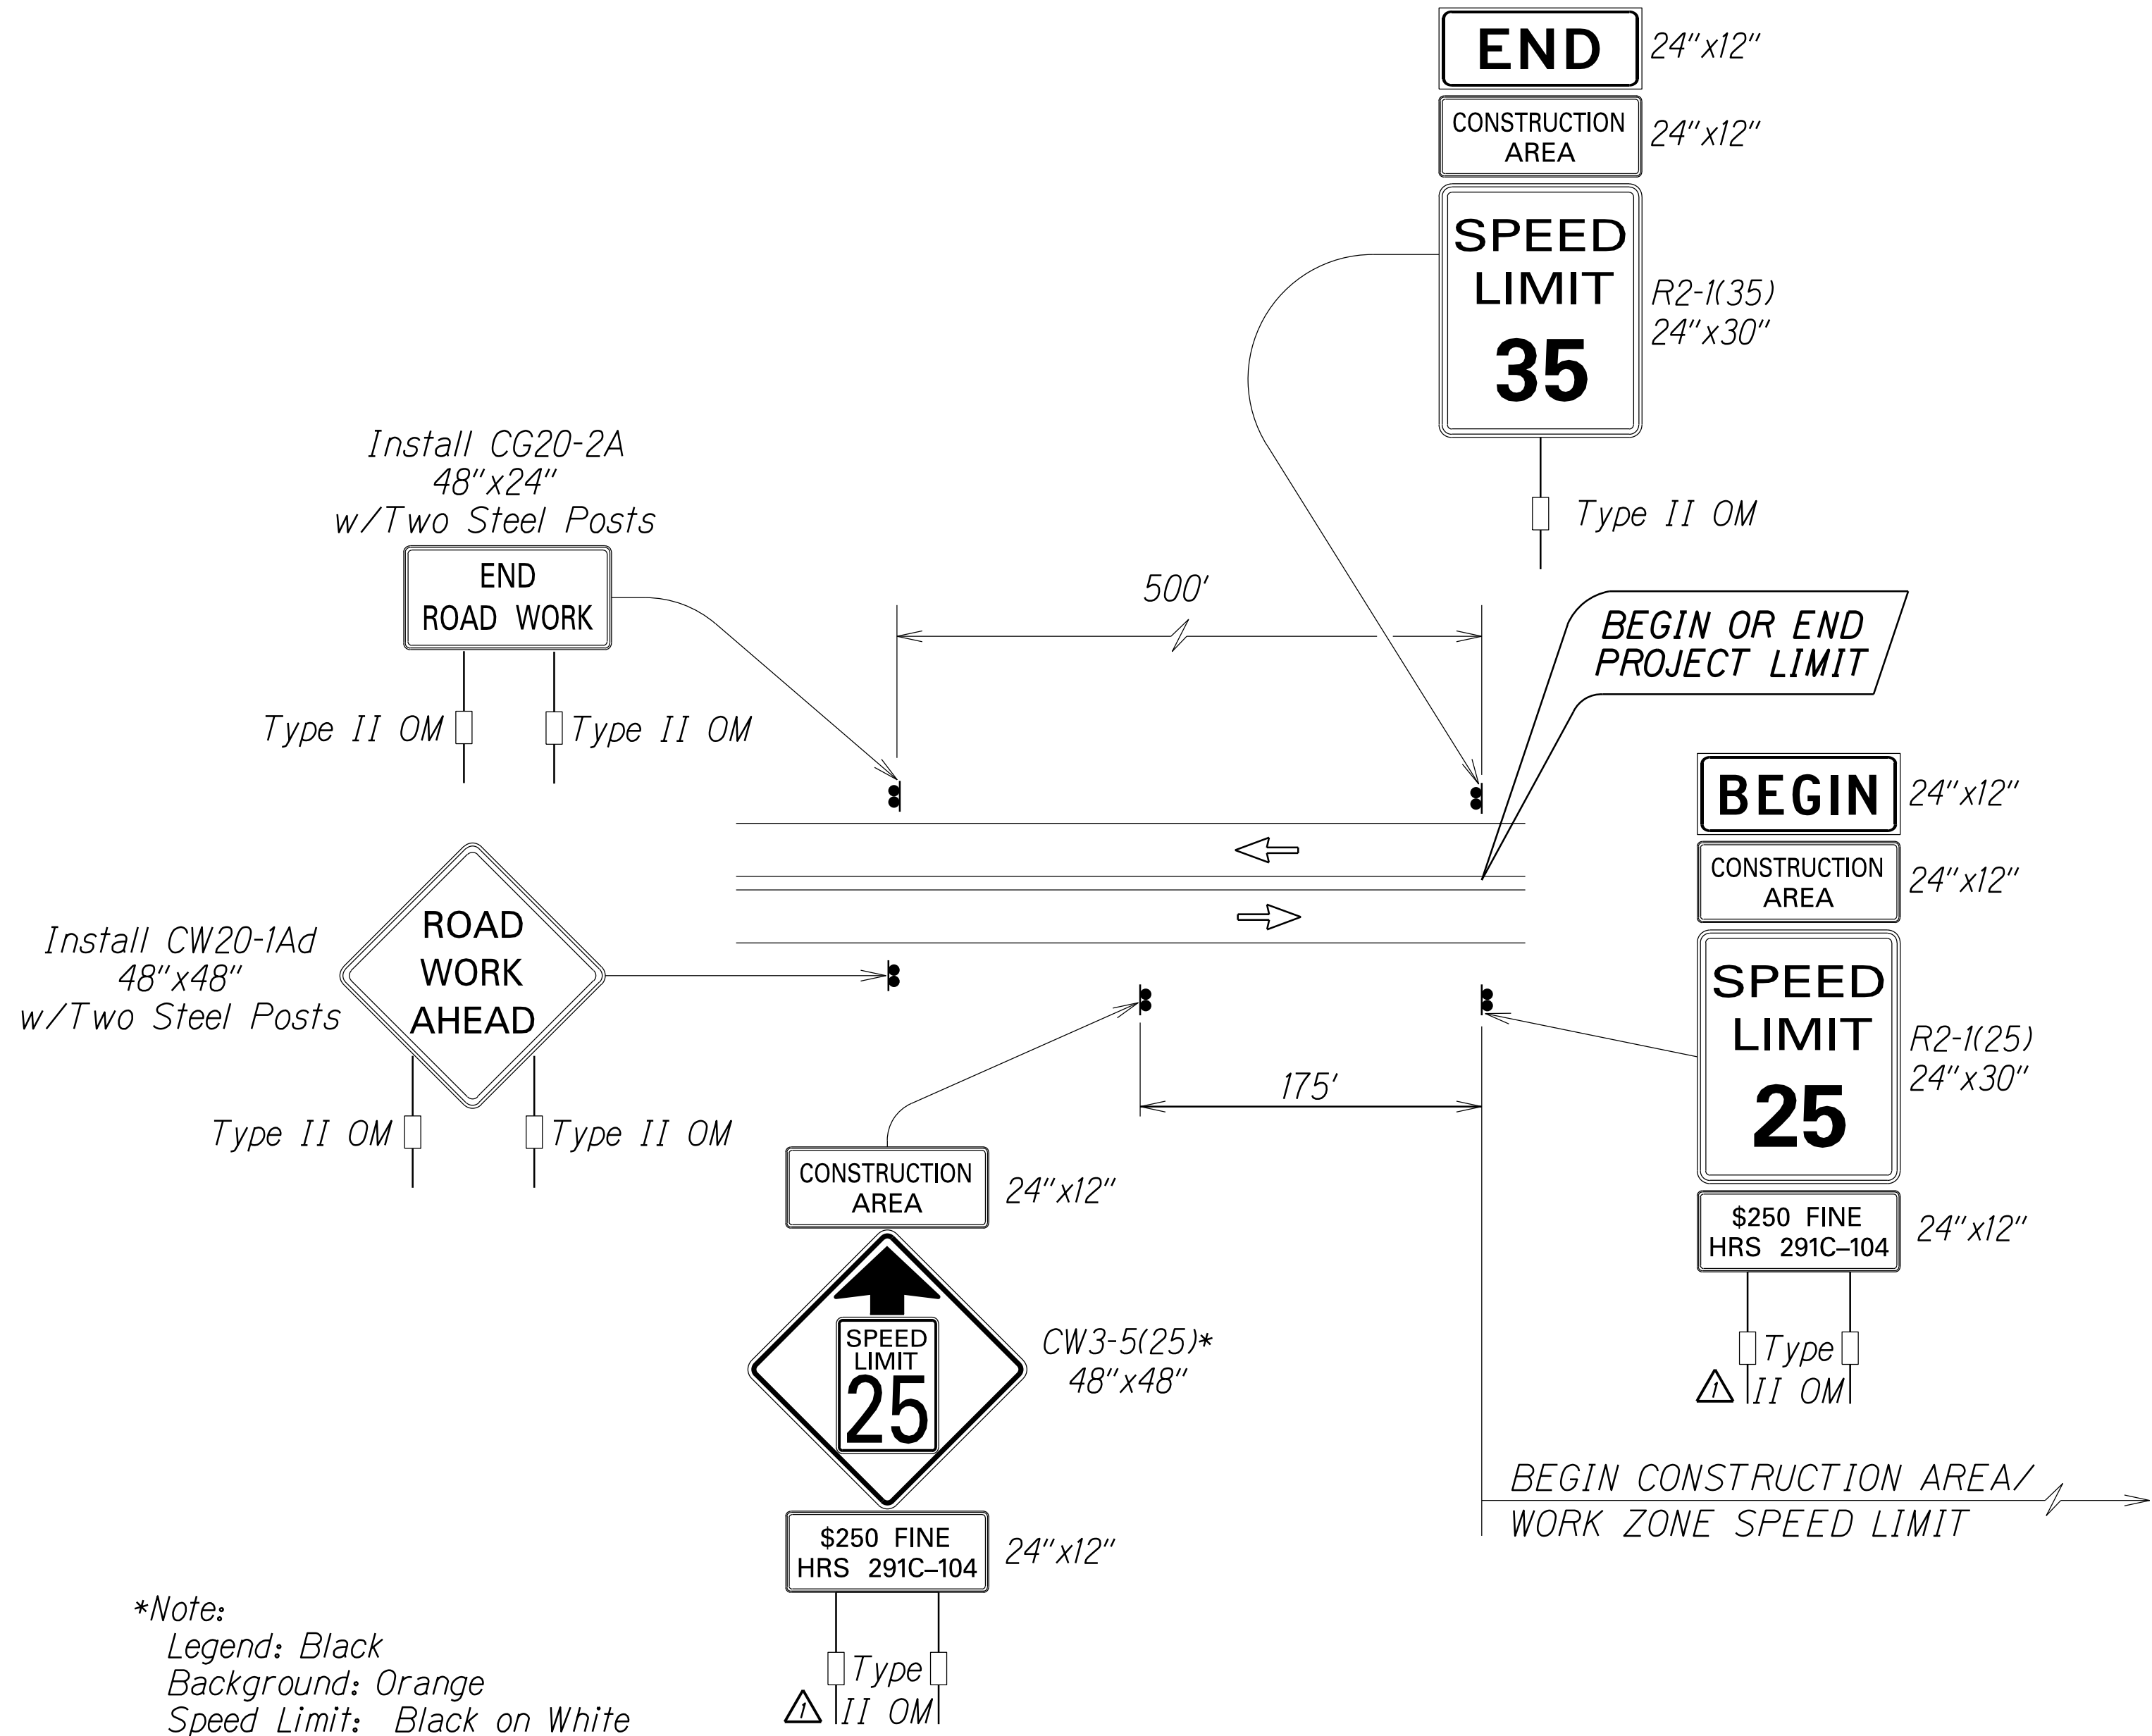 END
24"x12"
CONSTRUCTION
AREA
24"x12"
SPEED
LIMIT
35
R2-1(35)
24"x30"
Type II OM
Install CG20-2A
48"x24"
w/Two Steel Posts
END
ROAD WORK
Type II OM
Type II OM
500'
BEGIN OR END
PROJECT LIMIT
BEGIN
24"x12"
CONSTRUCTION
AREA
24"x12"
SPEED
LIMIT
25
R2-1(25)
24"x30"
$250 FINE
HRS 291C–104
24"x12"
Type
1 II OM
Install CW20-1Ad
48"x48"
w/Two Steel Posts
ROAD
WORK
AHEAD
Type II OM
Type II OM
175'
CONSTRUCTION
AREA
24"x12"
SPEED
LIMIT
25
CW3-5(25)*
48"x48"
$250 FINE
HRS 291C–104
24"x12"
Type
1 II OM
BEGIN CONSTRUCTION AREA/
WORK ZONE SPEED LIMIT
*Note:
Legend: Black
Background: Orange
Speed Limit: Black on White